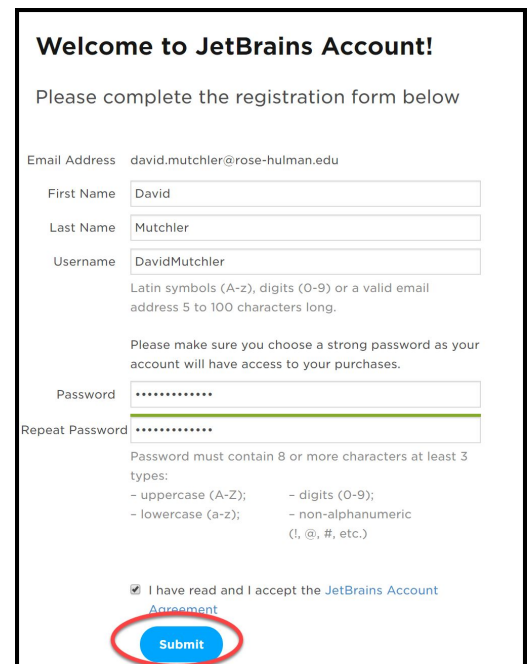 Welcome to JetBrains Account!
Please complete the registration form below
Email Address david.mutchler@rose-hulman.edu
First Name David
Last Name Mutchler
Username DavidMutchler
Latin symbols (A-z), digits (0-9) or a valid email
address 5 to 100 characters long.
Please make sure you choose a strong password as your
account will have access to your purchases.
Password •••••••••••••
Repeat Password •••••••••••••
Password must contain 8 or more characters at least 3
types:
– uppercase (A-Z); – digits (0-9);
– lowercase (a-z); – non-alphanumeric
(!, @, #, etc.)
I have read and I accept the JetBrains Account
Agreement
Submit